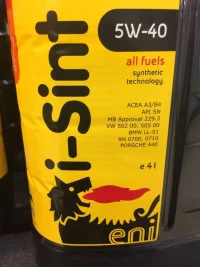 i-Sint
5W-40
all fuels
synthetic
technology
ACEA A3/B4
API SN
MB Approval 229.3
VW 502 00, 505 00
BMW LL-01
RN 0700, 0710
PORSCHE A40
e 4 l
eni